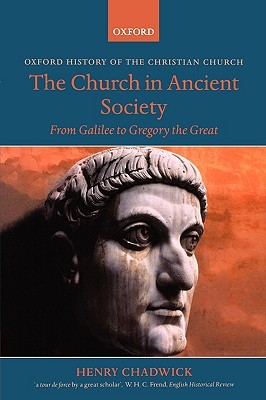 OXFORD
OXFORD HISTORY OF THE CHRISTIAN CHURCH
The Church in Ancient
Society
From Galilee to Gregory the Great
HENRY CHADWICK
‘a tour de force by a great scholar’, W. H. C. Frend, English Historical Review